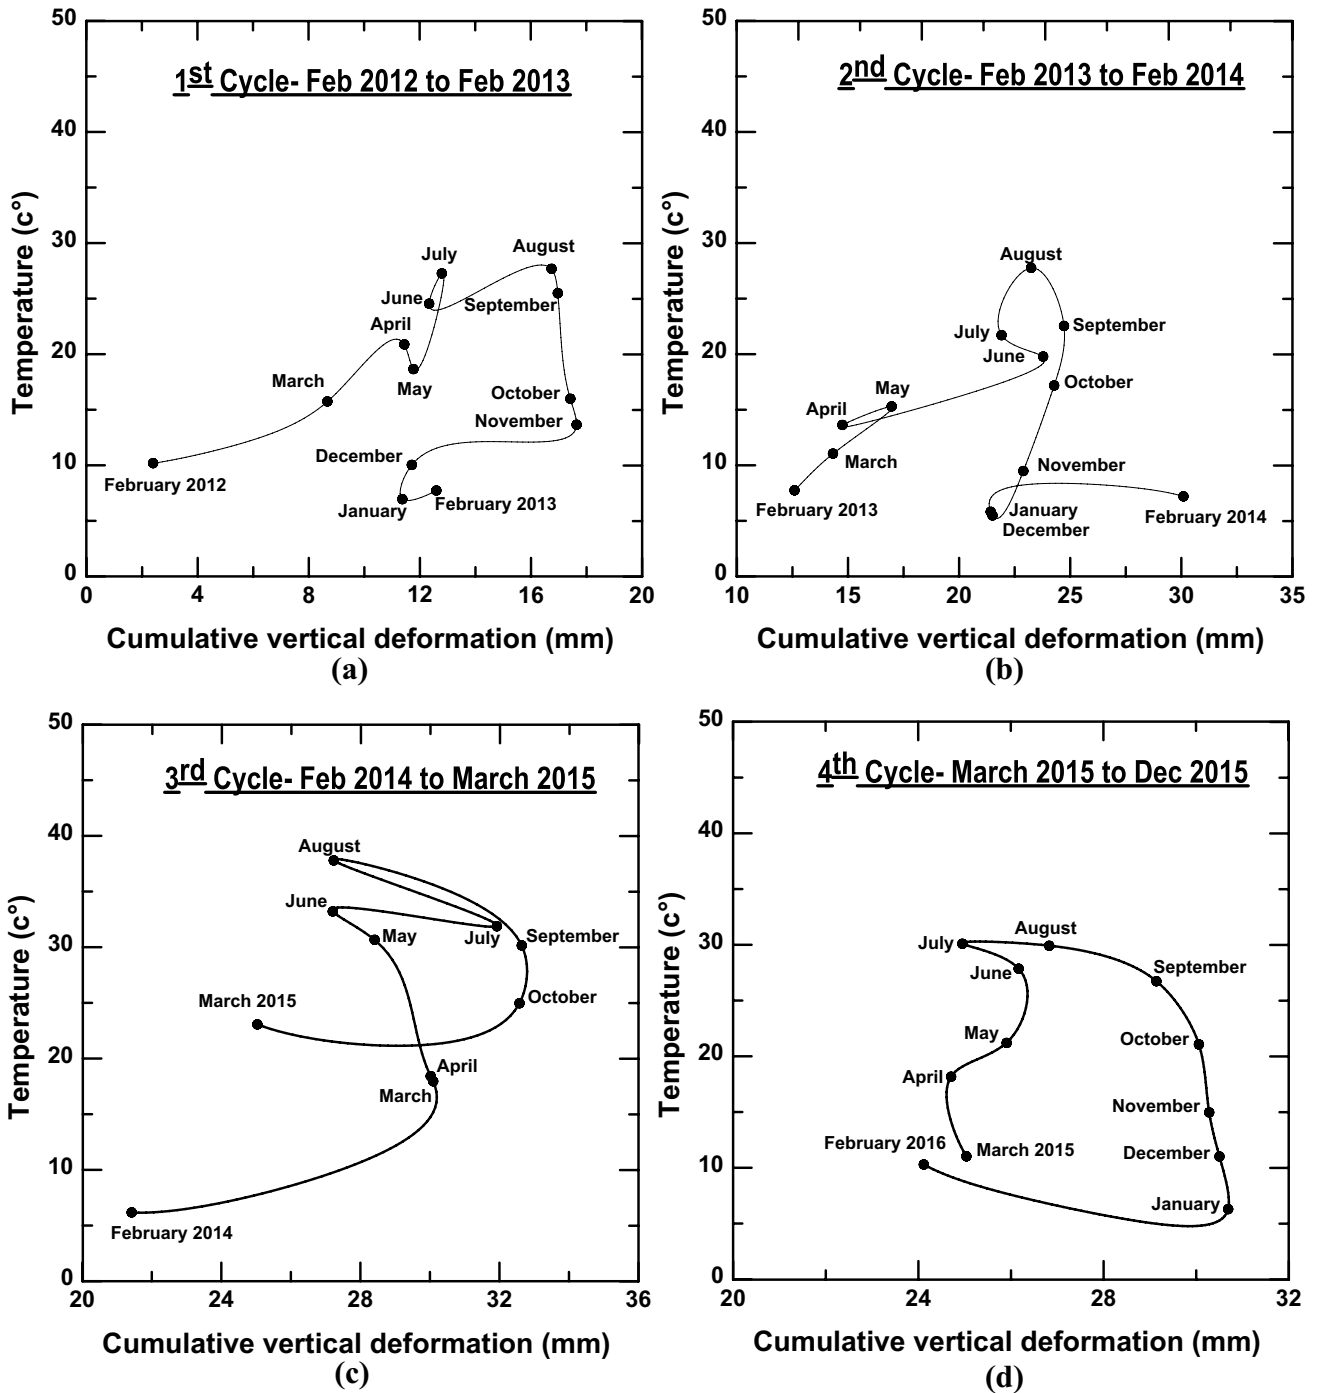 1st Cycle- Feb 2012 to Feb 2013
50
40
30
20
10
0
Temperature (c°)
July
August
June
September
April
March
May
October
November
December
February 2012
January
February 2013
0 4 8 12 16 20
Cumulative vertical deformation (mm)
(a)
2nd Cycle- Feb 2013 to Feb 2014
50
40
30
20
10
0
Temperature (c°)
August
July
September
June
May
October
April
March
November
February 2013
January
December
February 2014
10 15 20 25 30 35
Cumulative vertical deformation (mm)
(b)
3rd Cycle- Feb 2014 to March 2015
50
40
30
20
10
0
Temperature (c°)
August
June
May
July
September
March 2015
October
April
March
February 2014
20 24 28 32 36
Cumulative vertical deformation (mm)
(c)
4th Cycle- March 2015 to Dec 2015
50
40
30
20
10
0
Temperature (c°)
July
August
June
September
May
October
April
November
February 2016
March 2015
December
January
20 24 28 32
Cumulative vertical deformation (mm)
(d)